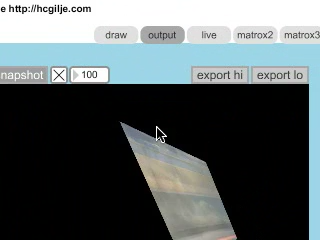 e http://hcgilje.com
draw output live matrox2 matrox3
napshot 100 export hi export lo